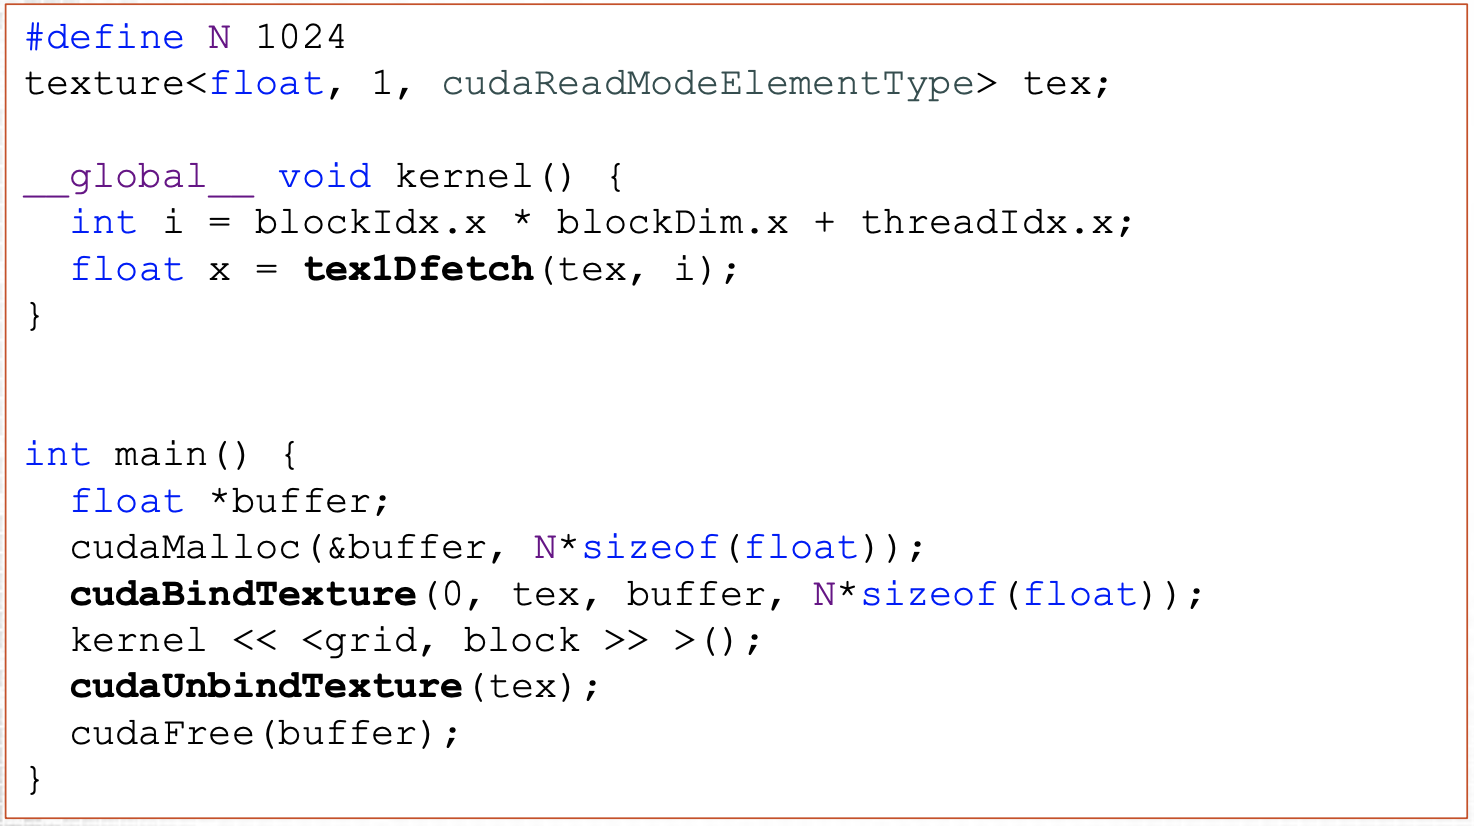 #define N 1024
texture<float, 1, cudaReadModeElementType> tex;
__global__ void kernel() {
  int i = blockIdx.x * blockDim.x + threadIdx.x;
  float x = tex1Dfetch(tex, i);
}
int main() {
  float *buffer;
  cudaMalloc(&buffer, N*sizeof(float));
  cudaBindTexture(0, tex, buffer, N*sizeof(float));
  kernel << <grid, block >> >();
  cudaUnbindTexture(tex);
  cudaFree(buffer);
}